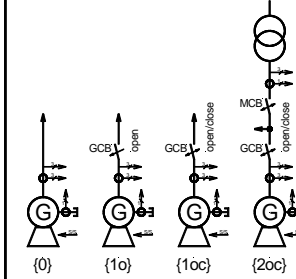 MCB
open/close
GCB
open
GCB
open/close
GCB
open/close
G
G
G
G
{0}
{1o}
{1oc}
{2oc}